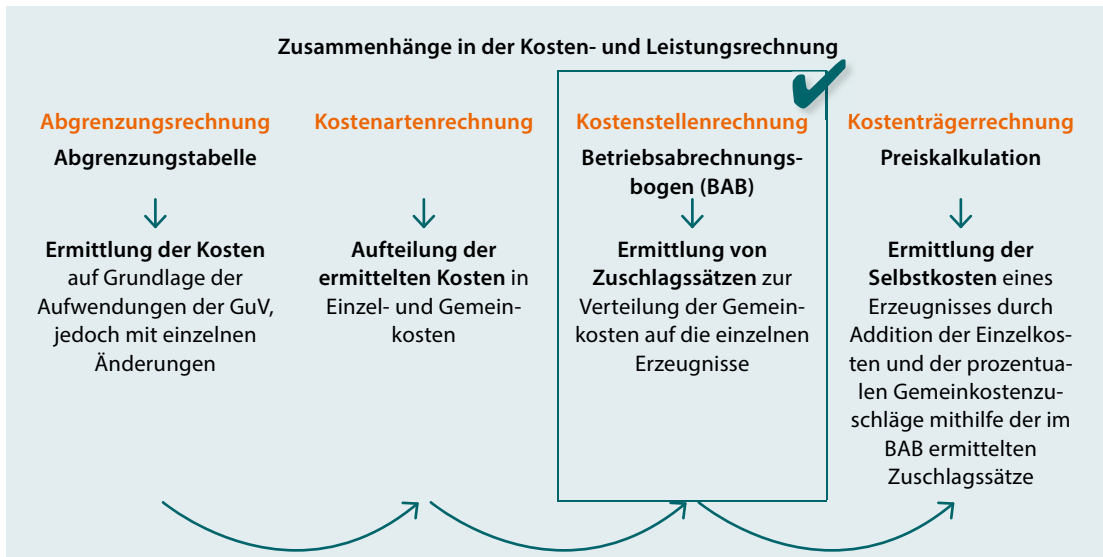 Zusammenhänge in der Kosten- und Leistungsrechnung
Abgrenzungsrechnung
Abgrenzungstabelle
Ermittlung der Kosten
auf Grundlage der
Aufwendungen der GuV,
jedoch mit einzelnen
Änderungen
Kostenartenrechnung
Aufteilung der
ermittelten Kosten in
Einzel- und Gemein-
kosten
Kostenstellenrechnung
Betriebsabrechnungs-
bogen (BAB)
Ermittlung von
Zuschlagssätzen zur
Verteilung der Gemein-
kosten auf die einzelnen
Erzeugnisse
Kostenträgerrechnung
Preiskalkulation
Ermittlung der
Selbstkosten eines
Erzeugnisses durch
Addition der Einzelkos-
ten und der prozentua-
len Gemeinkostenzu-
schläge mithilfe der im
BAB ermittelten
Zuschlagssätze